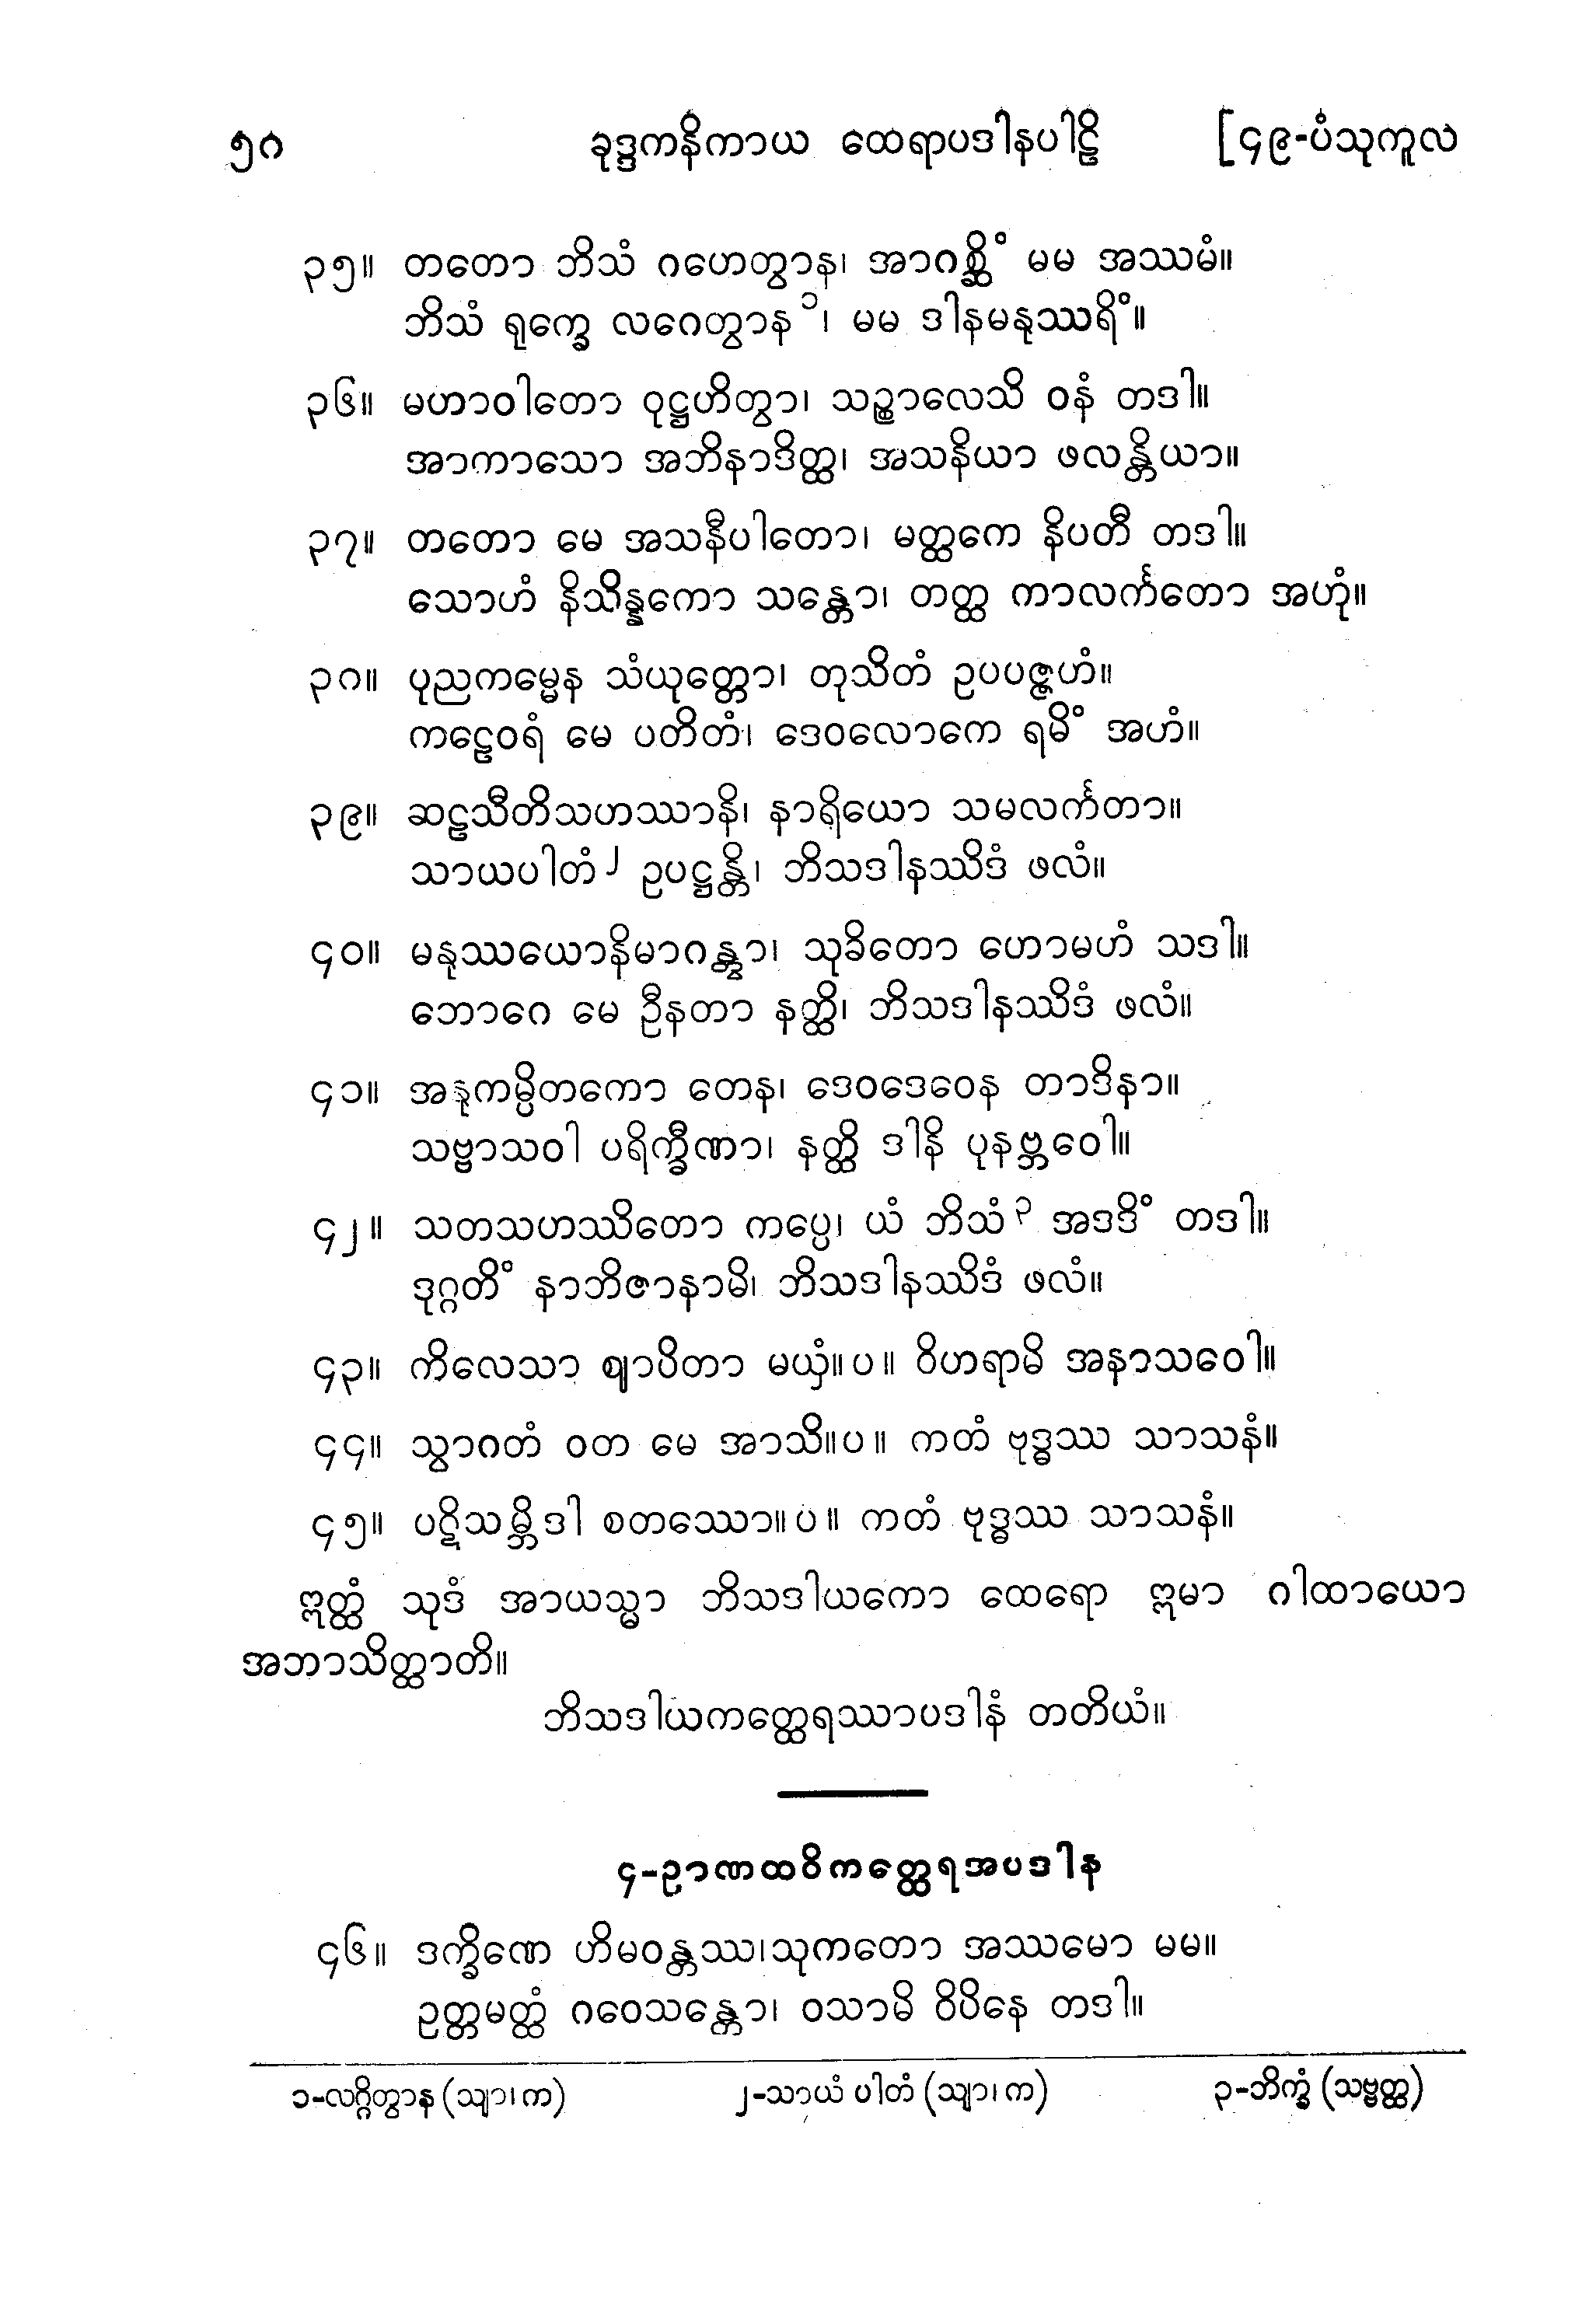 ၅၈ ခုဒ္ဒကနိကာယ ထေရာပဒါနပါဠိ [၄၉-ပံသုကူလ
၃၅။ တတော ဘိသံ ဂဟေတွာန၊ အာဂစ္ဆိံ မမ အဿမံ။
ဘိသံ ရုက္ခေ လဂေတွာန ၁၊ မမ ဒါနမနုဿရိံ။
၃၆။ မဟာဝါတော ဝုဋ္ဌဟိတွာ၊ သဉ္စာလေသိ ဝနံ တဒါ။
အာကာသော အဘိနာဒိတ္ထ၊ အသနိယာ ဖလန္တိယာ။
၃၇။ တတော မေ အသနီပါတော၊ မတ္ထကေ နိပတီ တဒါ။
သောဟံ နိသိန္နကော သန္တော၊ တတ္ထ ကာလင်္ကတော အဟုံ။
၃၈။ ပုညကမ္မေန သံယုတ္တော၊ တုသိတံ ဥပပဇ္ဇဟံ။
ကဠေဝရံ မေ ပတိတံ၊ ဒေဝလောကေ ရမိံ အဟံ။
၃၉။ ဆဠသီတိသဟဿာနိ၊ နာရိယော သမလင်္ကတာ။
သာယပါတံ ၂ ဥပဋ္ဌန္တိ၊ ဘိသဒါနဿိဒံ ဖလံ။
၄၀။ မနုဿယောနိမာဂန္တွာ၊ သုခိတော ဟောမဟံ သဒါ။
ဘောဂေ မေ ဦနတာ နတ္ထိ၊ ဘိသဒါနဿိဒံ ဖလံ။
၄၁။ အနုကမ္ပိတကော တေန၊ ဒေဝဒေဝေန တာဒိနာ။
သဗ္ဗာသဝါ ပရိက္ခီဏာ၊ နတ္ထိ ဒါနိ ပုနဗ္ဘဝေါ။
၄၂။ သတသဟဿိတော ကပ္ပေ၊ ယံ ဘိသံ ၃ အဒဒိံ တဒါ။
ဒုဂ္ဂတိံ နာဘိဇာနာမိ၊ ဘိသဒါနဿိဒံ ဖလံ။
၄၃။ ကိလေသာ ဈာပိတာ မယှံ။ပ။ ဝိဟရာမိ အနာသဝေါ။
၄၄။ သွာဂတံ ဝတ မေ အာသိ။ပ။ ကတံ ဗုဒ္ဓဿ သာသနံ။
၄၅။ ပဋိသမ္ဘိဒါ စတဿော။ပ။ ကတံ ဗုဒ္ဓဿ သာသနံ။
ဣတ္ထံ သုဒံ အာယသ္မာ ဘိသဒါယကော ထေရော ဣမာ ဂါထာယော
အဘာသိတ္ထာတိ။
ဘိသဒါယကတ္ထေရဿာပဒါနံ တတိယံ။
၄-ဉာဏထဝိကတ္ထေရအပဒါန
၄၆။ ဒက္ခိဏေ ဟိမဝန္တဿ၊သုကတော အဿမော မမ။
ဥတ္တမတ္ထံ ဂဝေသန္တော၊ ဝသာမိ ဝိပိနေ တဒါ။
၁-လဂ္ဂိတွာန (သျာ၊က) ၂-သာယံ ပါတံ (သျာ၊က) ၃-ဘိက္ခံ (သဗ္ဗတ္ထ)